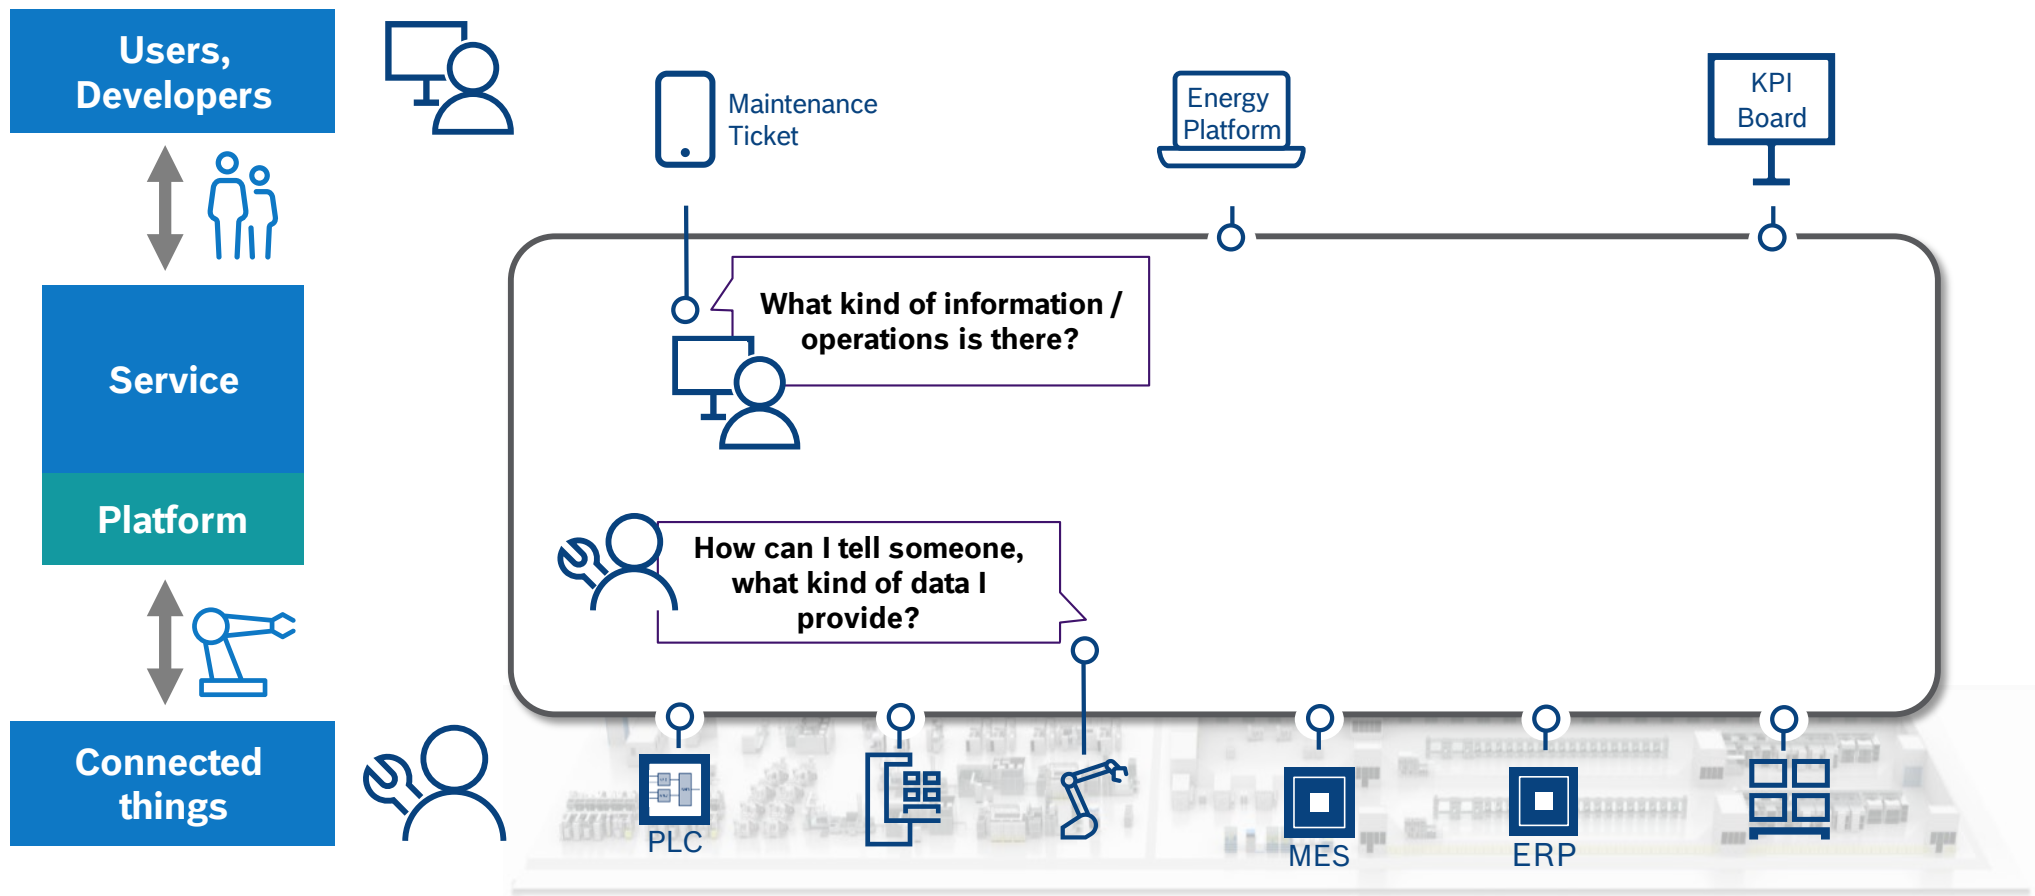 Users,
Developers
Maintenance
Ticket
Energy
Platform
KPI
Board
What kind of information /
operations is there?
Service
Platform
How can I tell someone,
what kind of data I
provide?
Connected
things
PLC
MES
ERP